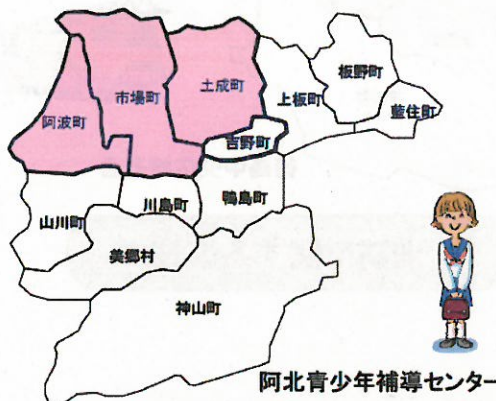 板野町
土成町
上板町
市場町
藍住町
阿波町
吉野町
川島町
鴨島町
山川町
美郷村
神山町
阿北青少年補導センター